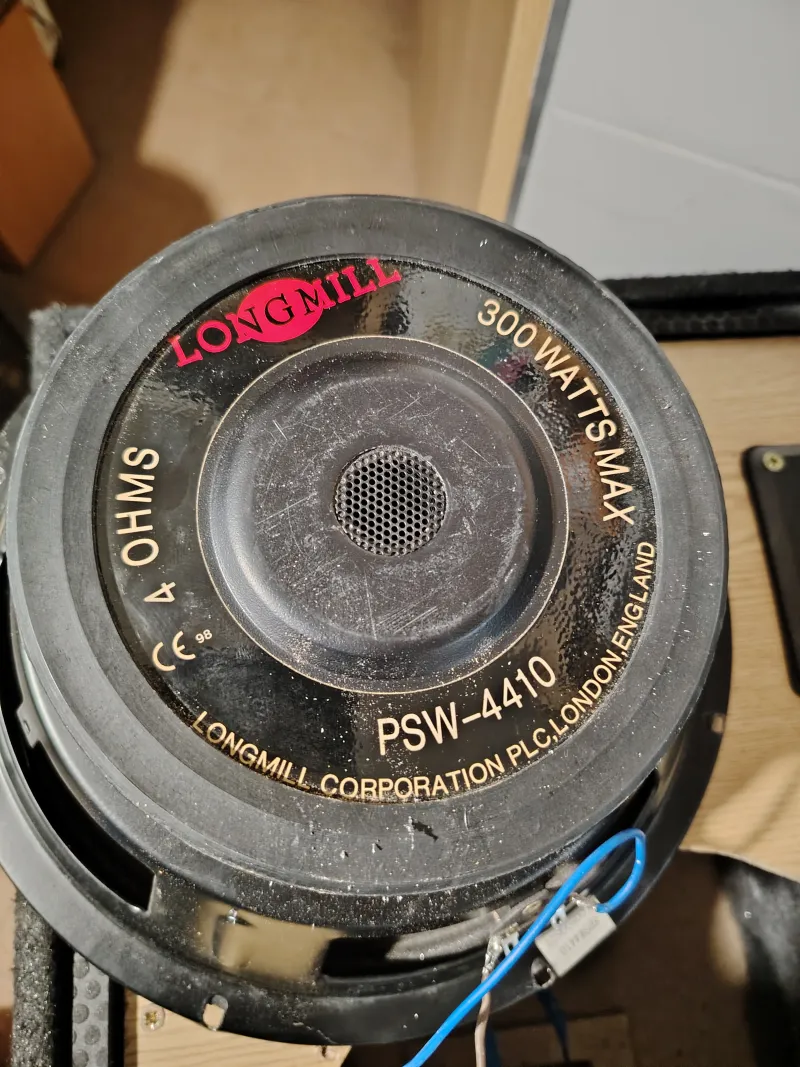 LONGMILL
300 WATTS MAX
4 OHMS
CE 98
PSW-4410
LONGMILL CORPORATION PLC, LONDON ENGLAND